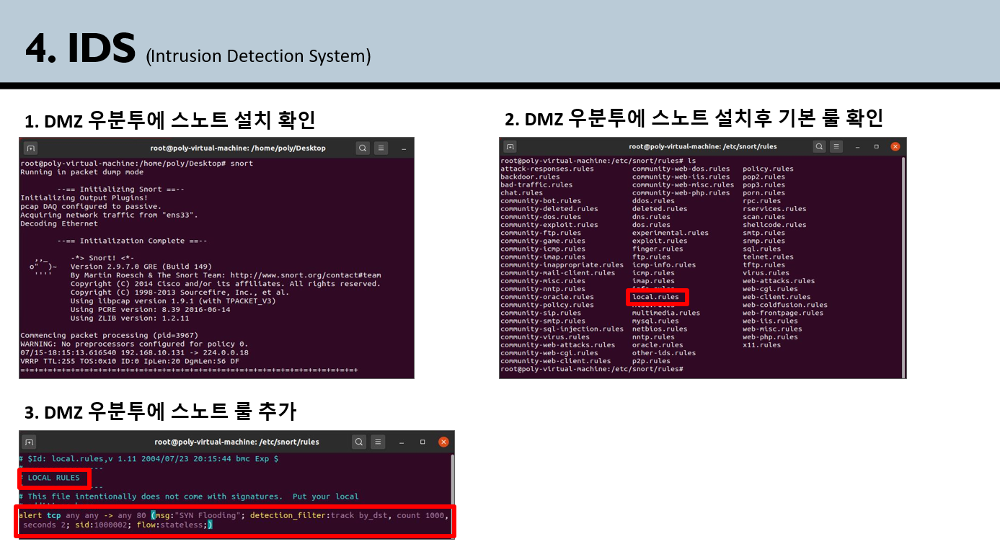 4. IDS (Intrusion Detection System)
1. DMZ 우분투에 스노트 설치 확인
root@poly-virtual-machine: /home/poly/Desktop
root@poly-virtual-machine:/home/poly/Desktop# snort
Running in packet dump mode
--== Initializing Snort ==--
Initializing Output Plugins!
pcap DAQ configured to passive.
Acquiring network traffic from "ens33".
Decoding Ethernet
--== Initialization Complete ==--
,,_ -*> Snort! <*-
o" )~ Version 2.9.7.0 GRE (Build 149)
'''' By Martin Roesch & The Snort Team: http://www.snort.org/contact#team
Copyright (C) 2014 Cisco and/or its affiliates. All rights reserved.
Copyright (C) 1998-2013 Sourcefire, Inc., et al.
Using libpcap version 1.9.1 (with TPACKET_V3)
Using PCRE version: 8.39 2016-06-14
Using ZLIB version: 1.2.11
Commencing packet processing (pid=3967)
WARNING: No preprocessors configured for policy 0.
07/15-18:15:13.616540 192.168.10.131 -> 224.0.0.18
VRRP TTL:255 TOS:0x10 ID:0 IpLen:20 DgmLen:56 DF
=+=+=+=+=+=+=+=+=+=+=+=+=+=+=+=+=+=+=+=+=+=+=+=+=+=+=+=+=+=+=+=+=+=+=+=+=+
2. DMZ 우분투에 스노트 설치후 기본 룰 확인
root@poly-virtual-machine: /etc/snort/rules
root@poly-virtual-machine:/etc/snort/rules# ls
attack-responses.rules community-web-dos.rules policy.rules
backdoor.rules community-web-iis.rules pop2.rules
bad-traffic.rules community-web-misc.rules pop3.rules
chat.rules community-web-php.rules porn.rules
community-bot.rules ddos.rules rpc.rules
community-deleted.rules deleted.rules rservices.rules
community-dos.rules dns.rules scan.rules
community-exploit.rules dos.rules shellcode.rules
community-ftp.rules experimental.rules smtp.rules
community-game.rules exploit.rules snmp.rules
community-icmp.rules finger.rules sql.rules
community-imap.rules ftp.rules telnet.rules
community-inappropriate.rules icmp-info.rules tftp.rules
community-mail-client.rules icmp.rules virus.rules
community-misc.rules imap.rules web-attacks.rules
community-nntp.rules web-cgi.rules
community-oracle.rules local.rules web-client.rules
community-policy.rules web-coldfusion.rules
community-sip.rules multimedia.rules web-frontpage.rules
community-smtp.rules mysql.rules web-iis.rules
community-sql-injection.rules netbios.rules web-misc.rules
community-virus.rules nntp.rules web-php.rules
community-web-attacks.rules oracle.rules x11.rules
community-web-cgi.rules other-ids.rules
community-web-client.rules p2p.rules
root@poly-virtual-machine:/etc/snort/rules#
3. DMZ 우분투에 스노트 룰 추가
root@poly-virtual-machine: /etc/snort/rules
# $Id: local.rules,v 1.11 2004/07/23 20:15:44 bmc Exp $
# LOCAL RULES
# This file intentionally does not come with signatures. Put your local
alert tcp any any -> any 80 (msg:"SYN Flooding"; detection_filter:track by_dst, count 1000,
seconds 2; sid:1000002; flow:stateless;)